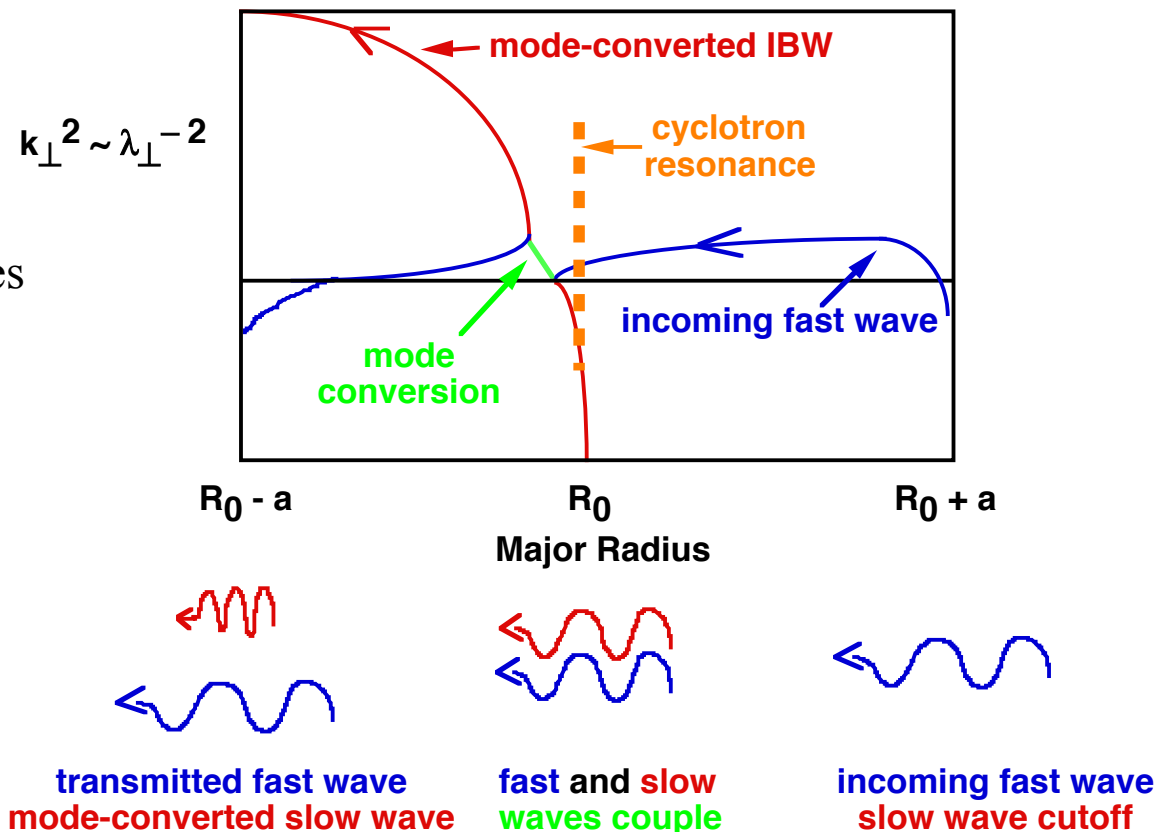 mode-converted IBW
k⊥² ~ λ⊥⁻²
cyclotron
resonance
es
incoming fast wave
mode
conversion
R₀ - a
R₀
R₀ + a
Major Radius
transmitted fast wave
mode-converted slow wave
fast and slow
waves couple
incoming fast wave
slow wave cutoff